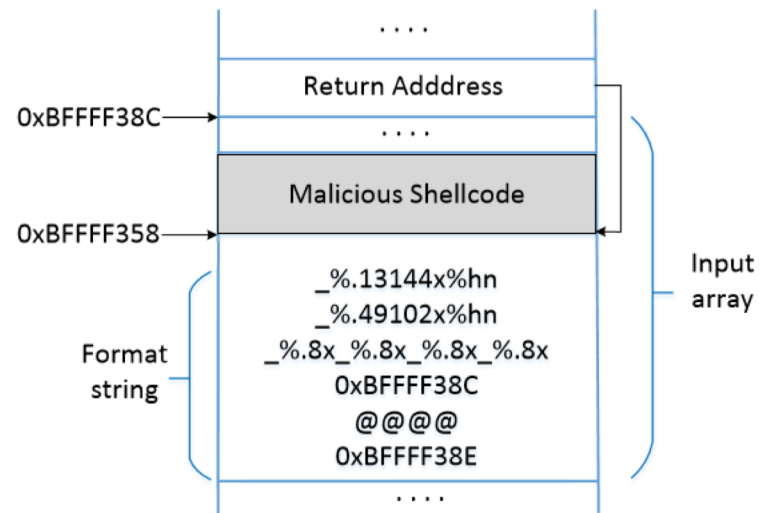 . . . .
Return Adddress
0xBFFFF38C
. . . .
Malicious Shellcode
0xBFFFF358
_%.13144x%hn
_%.49102x%hn
_%.8x_%.8x_%.8x_%.8x
0xBFFFF38C
@@@@
0xBFFFF38E
Format
string
Input
array
. . . .